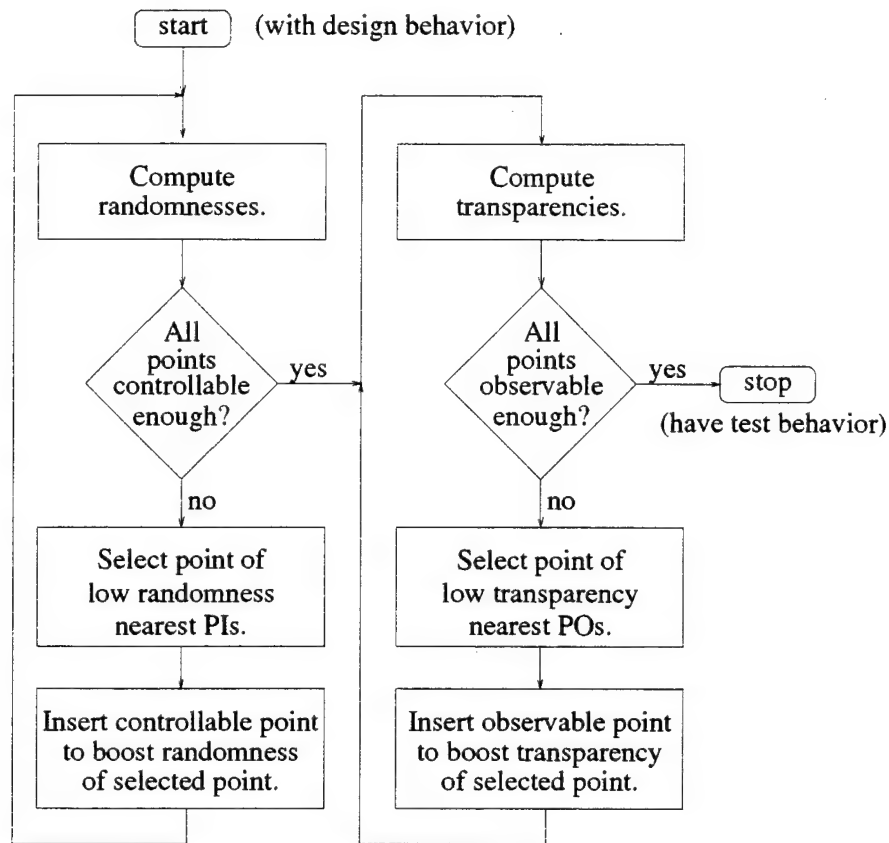 start (with design behavior)
Compute
randomnesses.
All
points
controllable
enough?
yes
no
Select point of
low randomness
nearest PIs.
Insert controllable point
to boost randomness
of selected point.
Compute
transparencies.
All
points
observable
enough?
yes
stop
(have test behavior)
no
Select point of
low transparency
nearest POs.
Insert observable point
to boost transparency
of selected point.